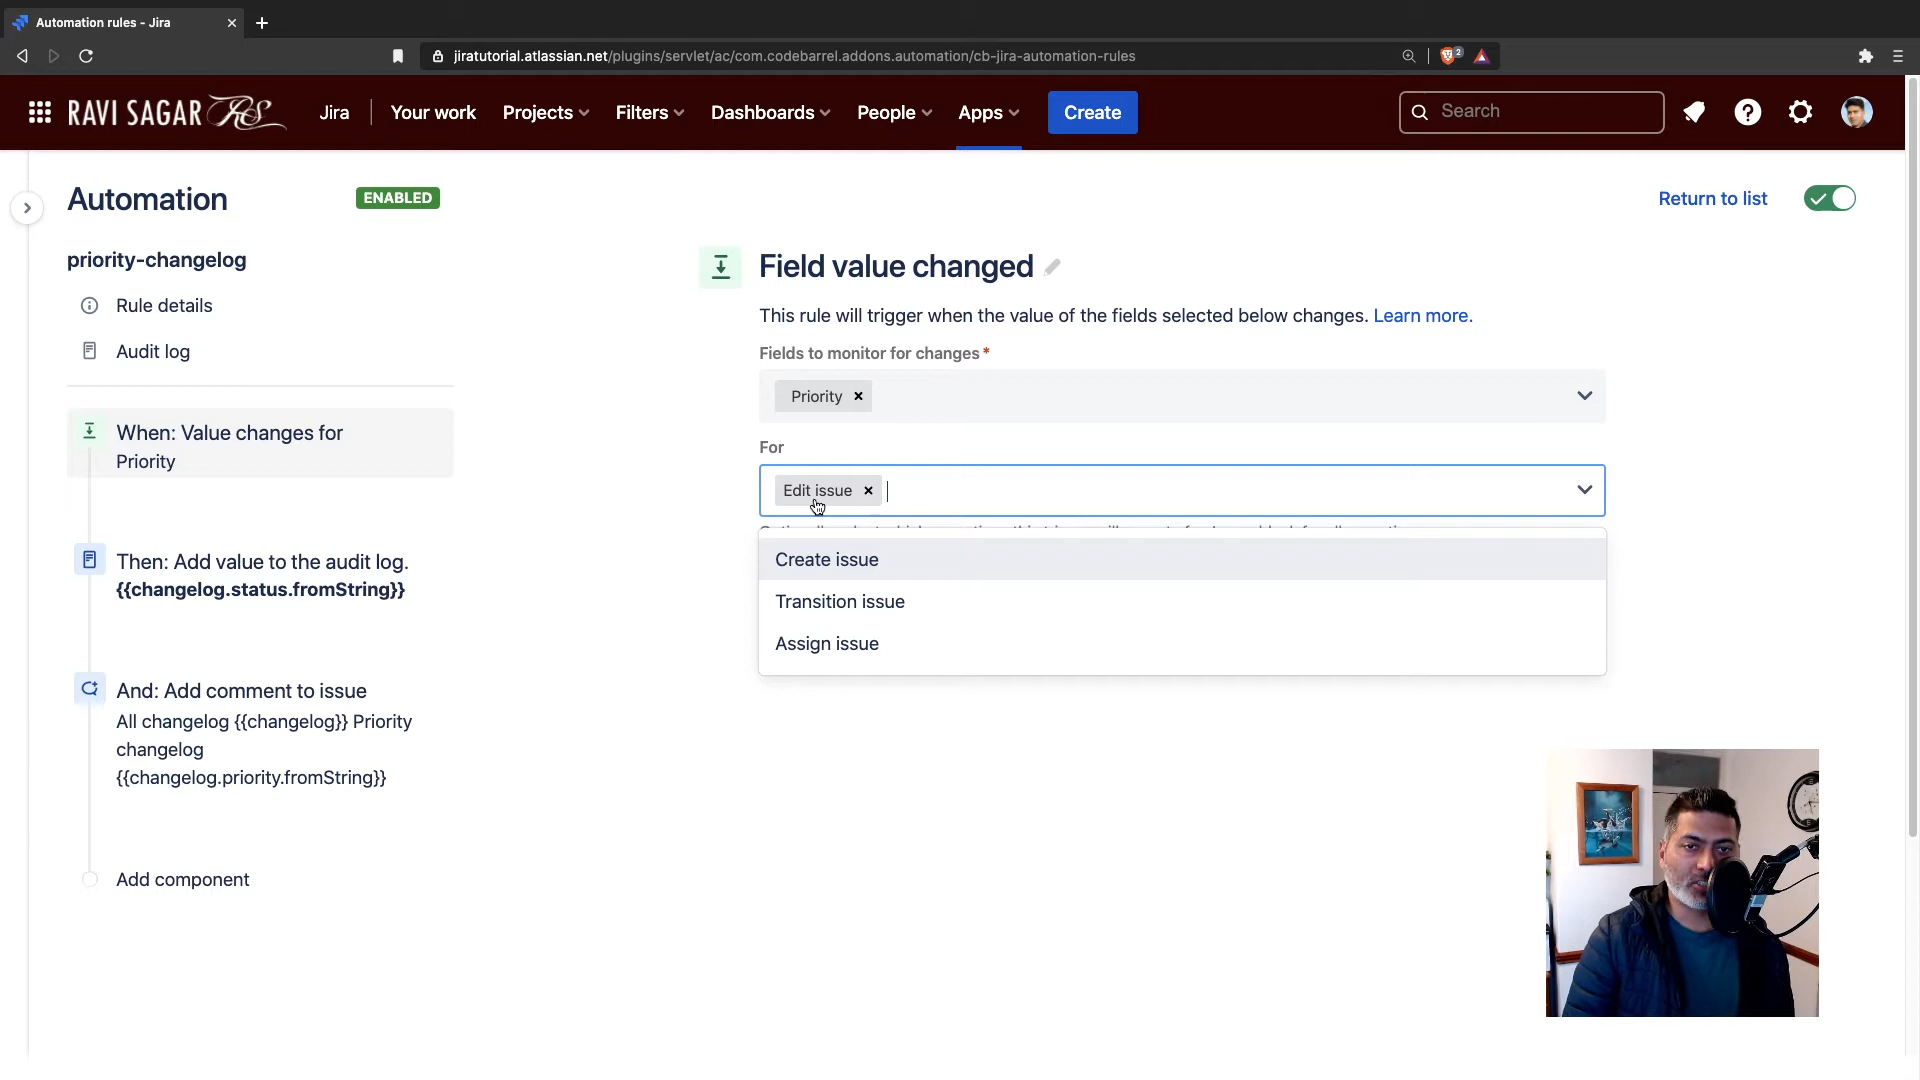 Automation rules - Jira
jiratutorial.atlassian.net/plugins/servlet/ac/com.codebarrel.addons.automation/cb-jira-automation-rules
2
RAVI SAGAR RS
Jira
Your work
Projects
Filters
Dashboards
People
Apps
Create
Search
Automation
ENABLED
Return to list
priority-changelog
Rule details
Audit log
When: Value changes for
Priority
Then: Add value to the audit log.
{{changelog.status.fromString}}
And: Add comment to issue
All changelog {{changelog}} Priority
changelog
{{changelog.priority.fromString}}
Add component
Field value changed
This rule will trigger when the value of the fields selected below changes. Learn more.
Fields to monitor for changes *
Priority
For
Edit issue
Create issue
Transition issue
Assign issue